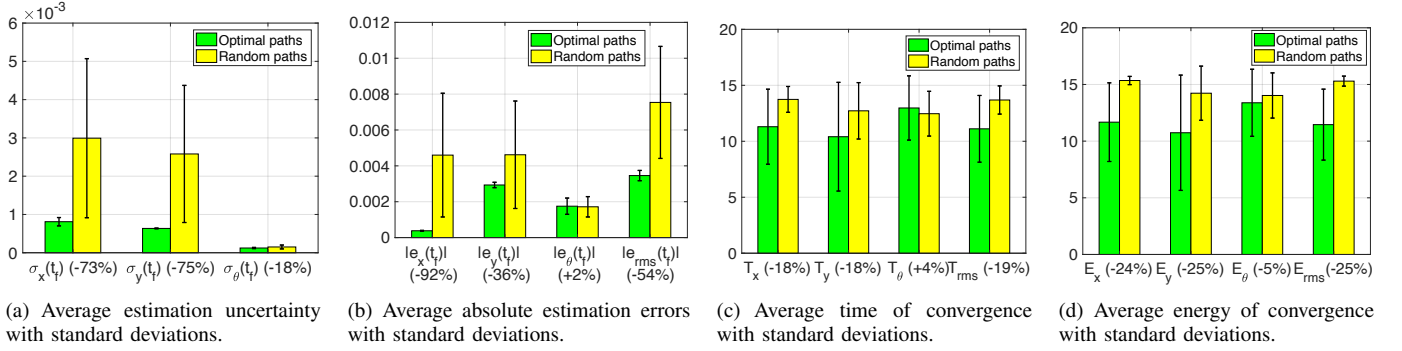 6 ×10⁻³
5
4
3
2
1
0
Optimal paths
Random paths
σx(tf) (-73%) σy(tf) (-75%) σθ(tf) (-18%)
(a) Average estimation uncertainty
with standard deviations.
0.012
0.01
0.008
0.006
0.004
0.002
0
Optimal paths
Random paths
|ex(tf)| |ey(tf)| |eθ(tf)| |erms(tf)|
(-92%) (-36%) (+2%) (-54%)
(b) Average absolute estimation errors
with standard deviations.
20
15
10
5
0
Optimal paths
Random paths
Tx (-18%) Ty (-18%) Tθ (+4%) Trms (-19%)
(c) Average time of convergence
with standard deviations.
20
15
10
5
0
Optimal paths
Random paths
Ex (-24%) Ey (-25%) Eθ (-5%) Erms (-25%)
(d) Average energy of convergence
with standard deviations.